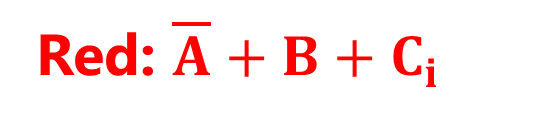 Red: A̅ + B + Cᵢ